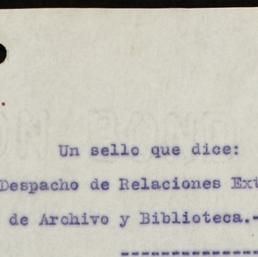 Un sello que dice:
Despacho de Relaciones Ext
de Archivo y Biblioteca.-